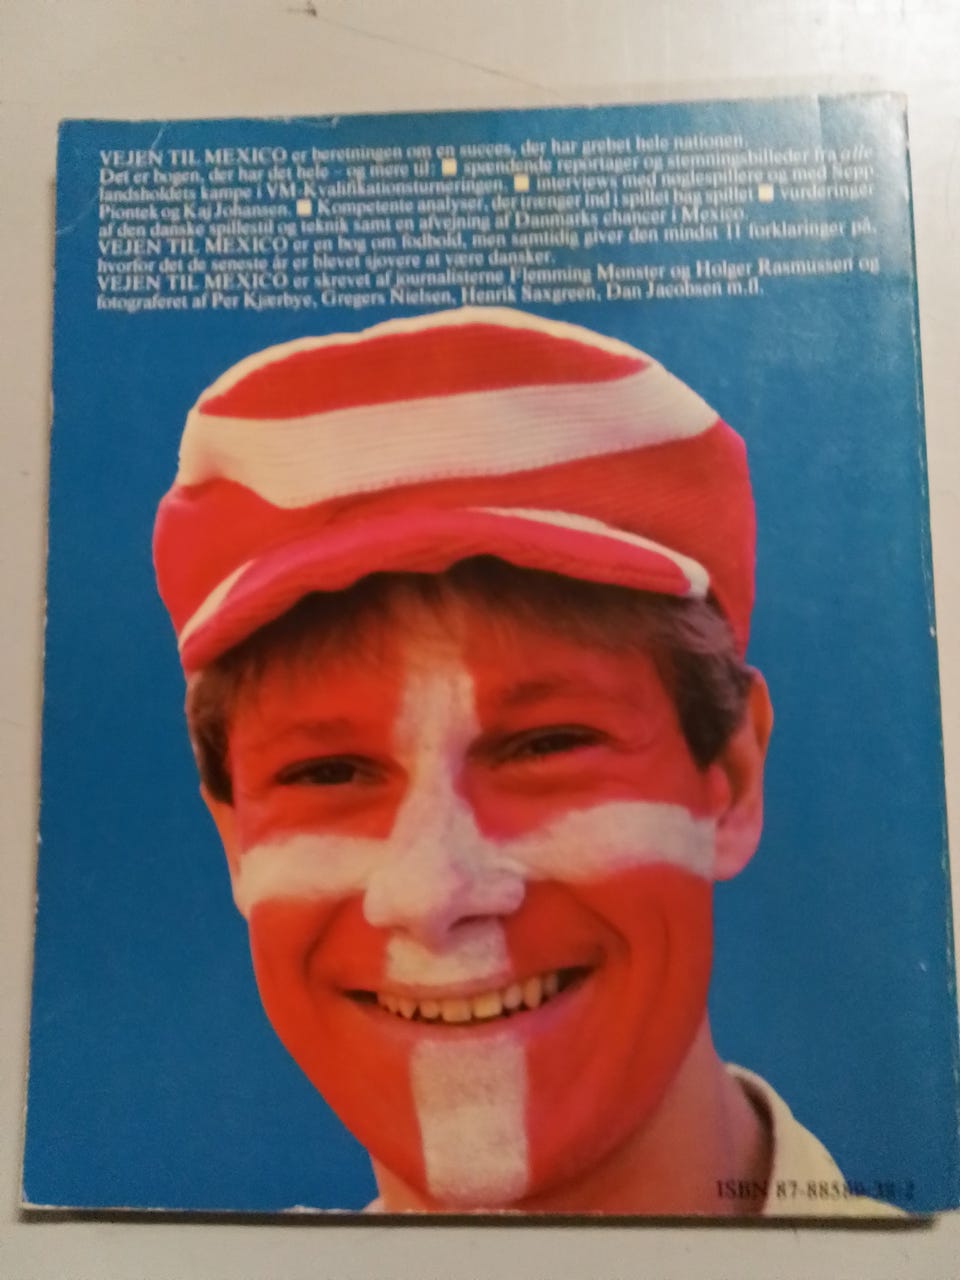 VEJEN TIL MEXICO er beretningen om en succes, der har grebet hele nationen.
Det er bogen, der har det hele - og mere til: ■ spændende reportager og stemningsbilleder fra alle
landsholdets kampe i VM-Kvalifikationsturneringen. ■ Interviews med nøglespillere og med Sepp
Piontek og Kaj Johansen. ■ Kompetente analyser, der trænger ind i spillet bag spillet ■ Vurderinger
af den danske spillestil og teknik samt en afvejning af Danmarks chancer i Mexico.
VEJEN TIL MEXICO er en bog om fodbold, men samtidig giver den mindst 11 forklaringer på,
hvorfor det de seneste år er blevet sjovere at være dansker.
VEJEN TIL MEXICO er skrevet af journalisterne Flemming Mønster og Holger Rasmussen og
fotograferet af Per Kjærbye, Gregers Nielsen, Henrik Saxgreen, Dan Jacobsen m.fl.
ISBN